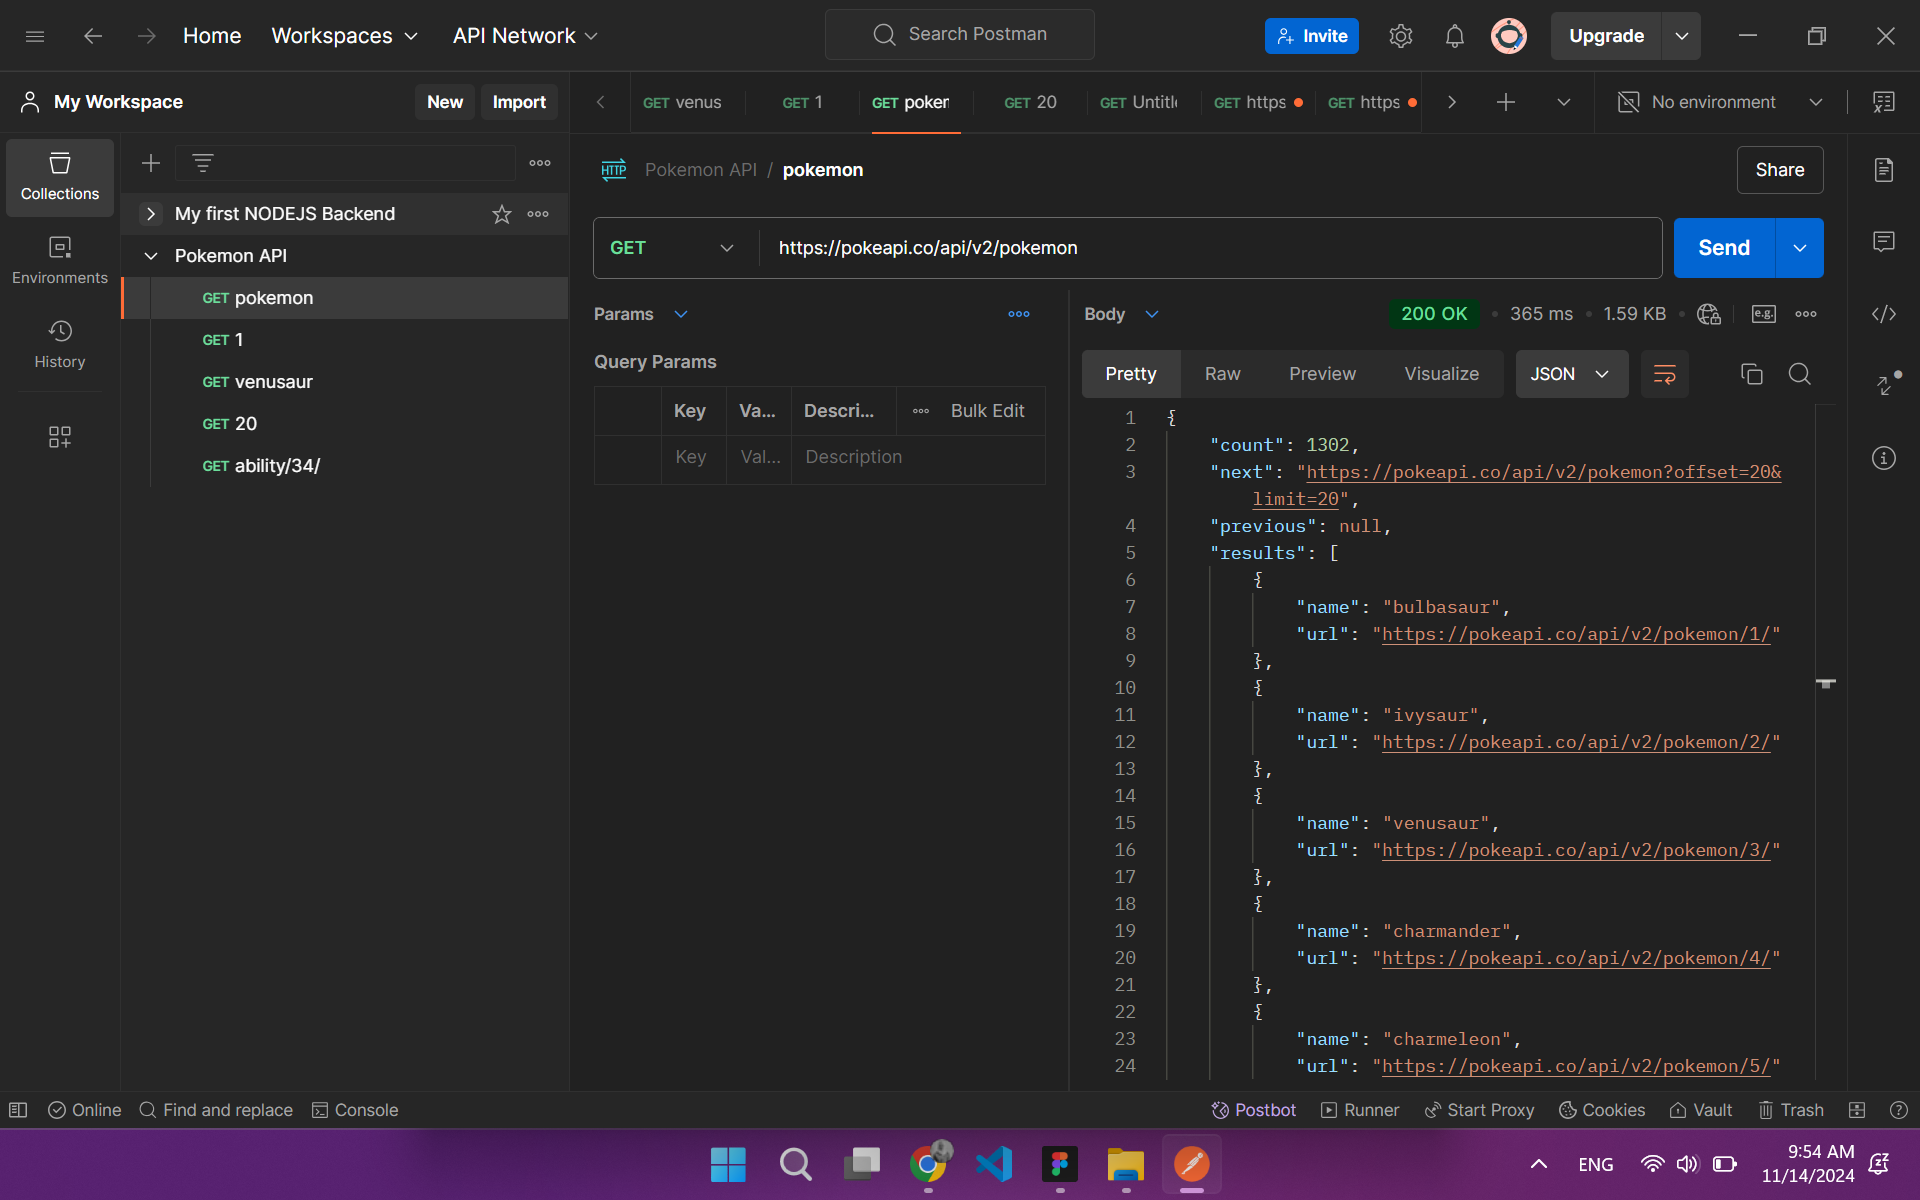 Home Workspaces API Network Search Postman Invite Upgrade
My Workspace New Import GET venus GET 1 GET poker GET 20 GET Untitl GET https GET https No environment
Collections
Environments
History
My first NODEJS Backend
Pokemon API
GET pokemon
GET 1
GET venusaur
GET 20
GET ability/34/
HTTP Pokemon API / pokemon Share
GET https://pokeapi.co/api/v2/pokemon Send
Params
Query Params
Key Va... Descri... Bulk Edit
Key Val... Description
Body 200 OK 365 ms 1.59 KB e.g.
Pretty Raw Preview Visualize JSON
1 {
2 "count": 1302,
3 "next": "https://pokeapi.co/api/v2/pokemon?offset=20&
limit=20",
4 "previous": null,
5 "results": [
6 {
7 "name": "bulbasaur",
8 "url": "https://pokeapi.co/api/v2/pokemon/1/"
9 },
10 {
11 "name": "ivysaur",
12 "url": "https://pokeapi.co/api/v2/pokemon/2/"
13 },
14 {
15 "name": "venusaur",
16 "url": "https://pokeapi.co/api/v2/pokemon/3/"
17 },
18 {
19 "name": "charmander",
20 "url": "https://pokeapi.co/api/v2/pokemon/4/"
21 },
22 {
23 "name": "charmeleon",
24 "url": "https://pokeapi.co/api/v2/pokemon/5/"
Online Find and replace Console Postbot Runner Start Proxy Cookies Vault Trash
ENG 9:54 AM
11/14/2024